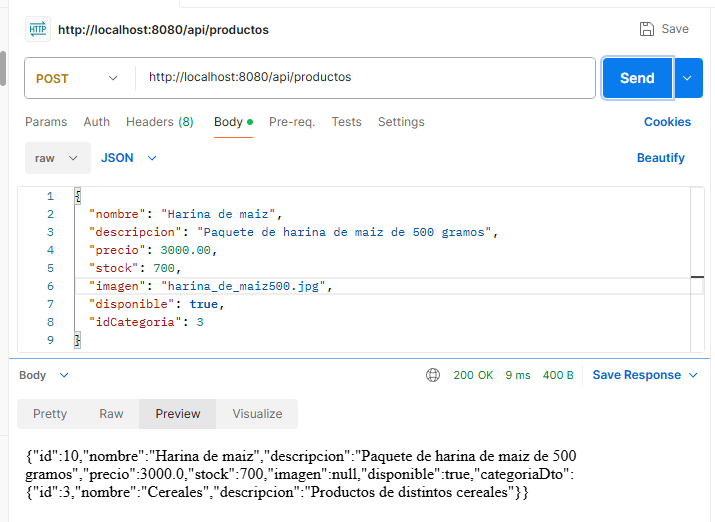 HTTP http://localhost:8080/api/productos Save
POST http://localhost:8080/api/productos Send
Params Auth Headers (8) Body Pre-req. Tests Settings Cookies
raw JSON Beautify
1 {
2 "nombre": "Harina de maiz",
3 "descripcion": "Paquete de harina de maiz de 500 gramos",
4 "precio": 3000.00,
5 "stock": 700,
6 "imagen": "harina_de_maiz500.jpg",
7 "disponible": true,
8 "idCategoria": 3
9 }
Body 200 OK 9 ms 400 B Save Response
Pretty Raw Preview Visualize
{"id":10,"nombre":"Harina de maiz","descripcion":"Paquete de harina de maiz de 500
gramos","precio":3000.0,"stock":700,"imagen":null,"disponible":true,"categoriaDto":
{"id":3,"nombre":"Cereales","descripcion":"Productos de distintos cereales"}}